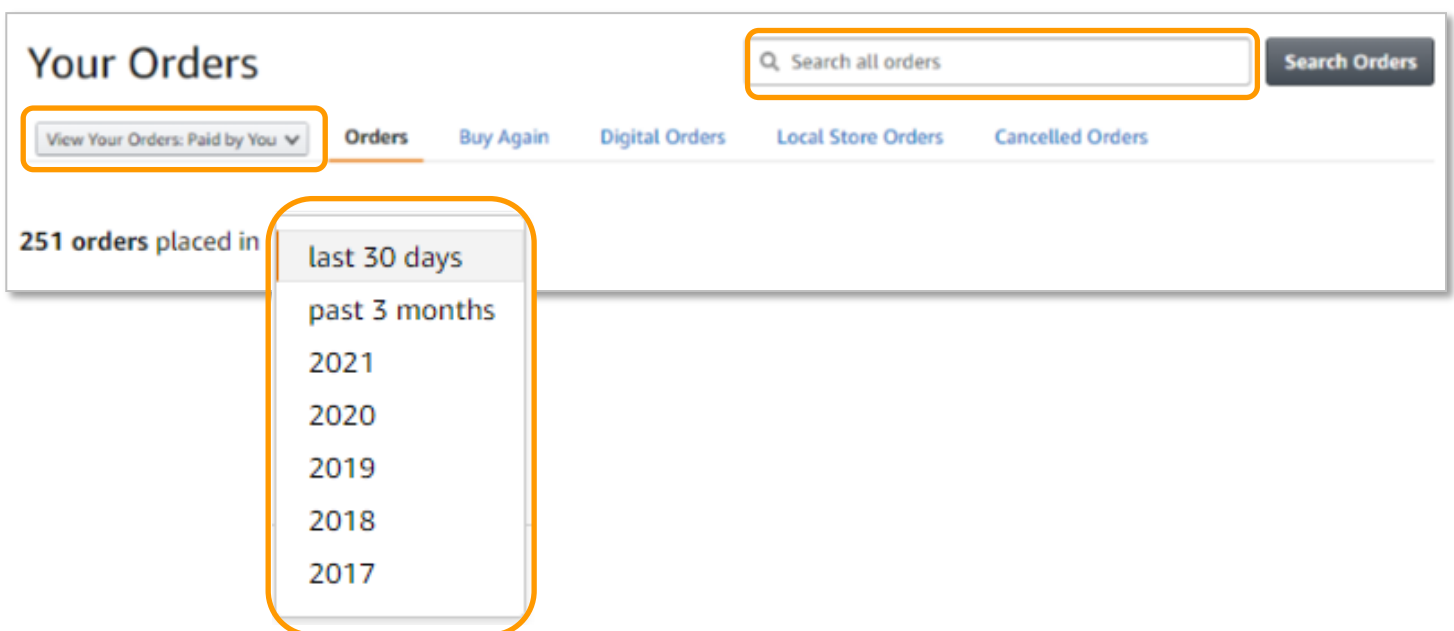 Your Orders
Search all orders
Search Orders
View Your Orders: Paid by You
Orders
Buy Again
Digital Orders
Local Store Orders
Cancelled Orders
251 orders placed in
last 30 days
past 3 months
2021
2020
2019
2018
2017